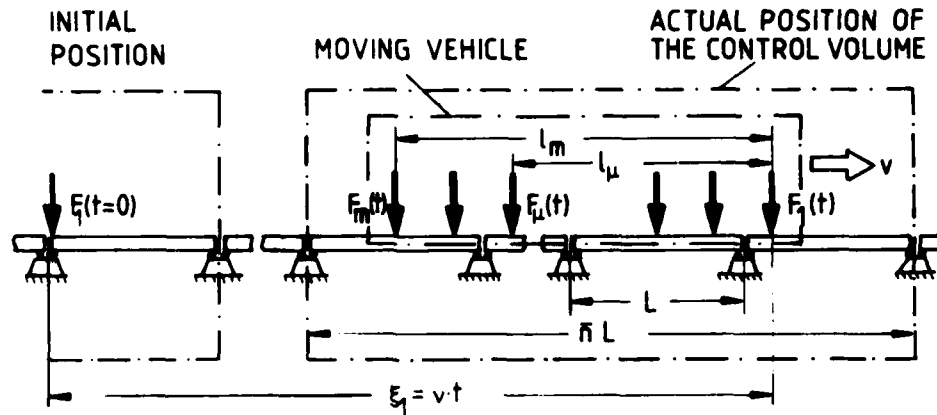 INITIAL
POSITION
MOVING VEHICLE
ACTUAL POSITION OF
THE CONTROL VOLUME
l_m
l_μ
v
F_1(t=0)
F_m̄(t)
F_μ(t)
F_1(t)
L
n̄ L
ξ_1 = v·t